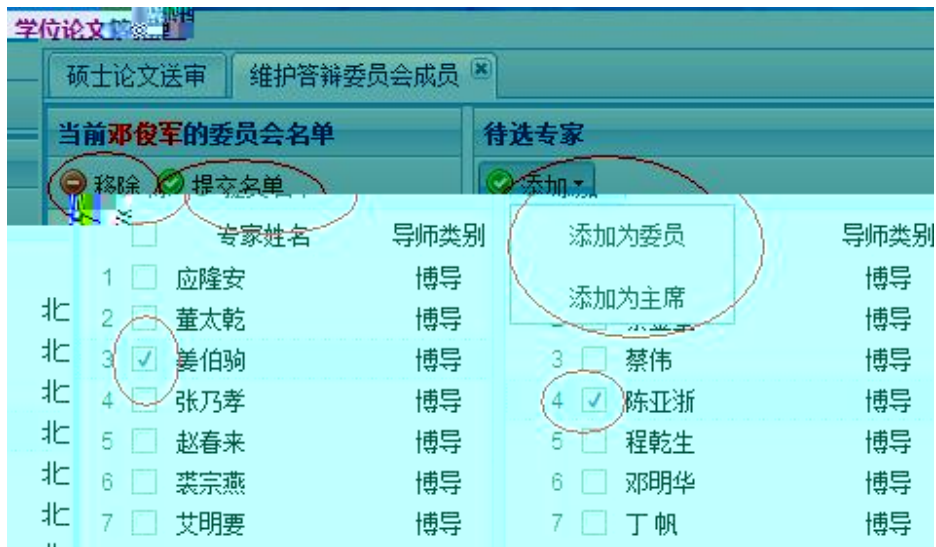 学位论文
硕士论文送审 维护答辩委员会成员
当前邓俊军的委员会名单 待选专家
移除 提交名单 添加
专家姓名 导师类别 添加为委员 导师类别
1 应隆安 博导 博导
添加为主席
北 2 董太乾 博导 博导
北 3 姜伯驹 博导 3 蔡伟 博导
北 4 张乃孝 博导 4 陈亚浙 博导
北 5 赵春来 博导 5 程乾生 博导
北 6 裘宗燕 博导 6 邓明华 博导
北 7 艾明要 博导 7 丁帆 博导